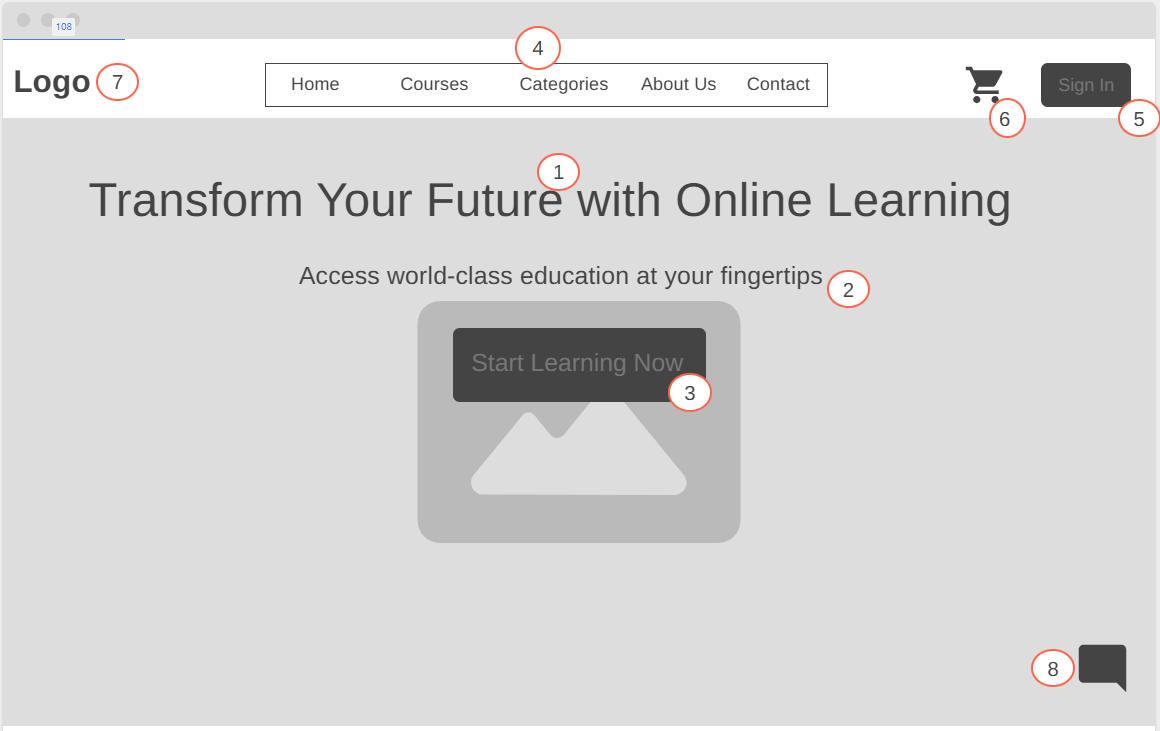 108
4
Logo 7 Home Courses Categories About Us Contact Sign In
6 5
1
Transform Your Future with Online Learning
Access world-class education at your fingertips
2
Start Learning Now
3
8